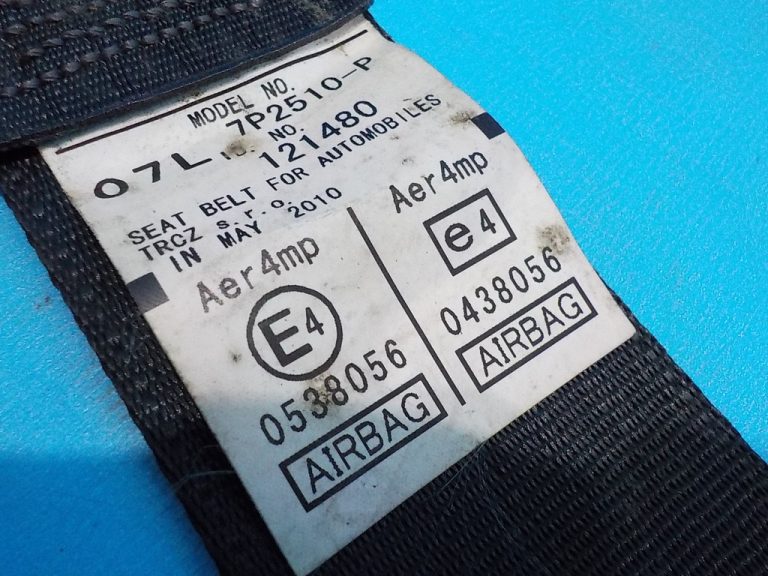 MODEL NO.
7P2510-P
07L I.D. NO.
121480
SEAT BELT FOR AUTOMOBILES
TRCZ s.r.o.
IN MAY 2010
Aer4mp
E4
0538056
AIRBAG
Aer4mp
e4
0438056
AIRBAG